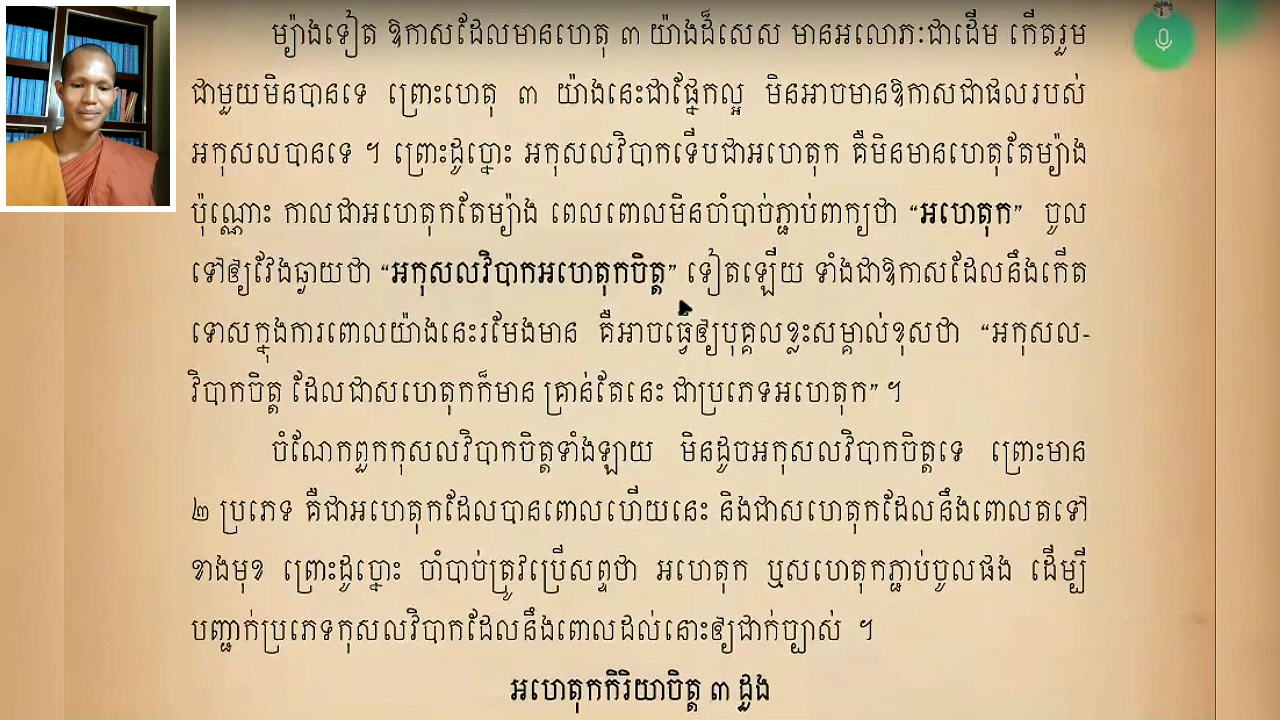 ម្យ៉ាងទៀត ឱកាសដែលមានហេតុ ៣ យ៉ាងដ៏សេស មានអលោភៈជាដើម កើតរួម
ជាមួយមិនបានទេ ព្រោះហេតុ ៣ យ៉ាងនេះជាផ្នែកល្អ មិនអាចមានឱកាសជាផលរបស់
អកុសលបានទេ ។ ព្រោះដូច្នោះ អកុសលវិបាកទើបជាអហេតុក គឺមិនមានហេតុតែម្យ៉ាង
ប៉ុណ្ណោះ កាលជាអហេតុកតែម្យ៉ាង ពេលពោលមិនចាំបាច់ភ្ជាប់ពាក្យថា “អហេតុក” ចូល
ទៅឲ្យវែងឆ្ងាយថា “អកុសលវិបាកអហេតុកចិត្ត” ទៀតឡើយ ទាំងជាឱកាសដែលនឹងកើត
ទោសក្នុងការពោលយ៉ាងនេះរមែងមាន គឺអាចធ្វើឲ្យបុគ្គលខ្លះសម្គាល់ខុសថា “អកុសល-
វិបាកចិត្ត ដែលជាសហេតុកក៏មាន គ្រាន់តែនេះ ជាប្រភេទអហេតុក” ។
ចំណែកពួកកុសលវិបាកចិត្តទាំងឡាយ មិនដូចអកុសលវិបាកចិត្តទេ ព្រោះមាន
២ ប្រភេទ គឺជាអហេតុកដែលបានពោលហើយនេះ និងជាសហេតុកដែលនឹងពោលតទៅ
ខាងមុខ ព្រោះដូច្នោះ ចាំបាច់ត្រូវប្រើសព្ទថា អហេតុក ឬសហេតុកភ្ជាប់ចូលផង ដើម្បី
បញ្ជាក់ប្រភេទកុសលវិបាកដែលនឹងពោលដល់នោះឲ្យជាក់ច្បាស់ ។
អហេតុកកិរិយាចិត្ត ៣ ដួង